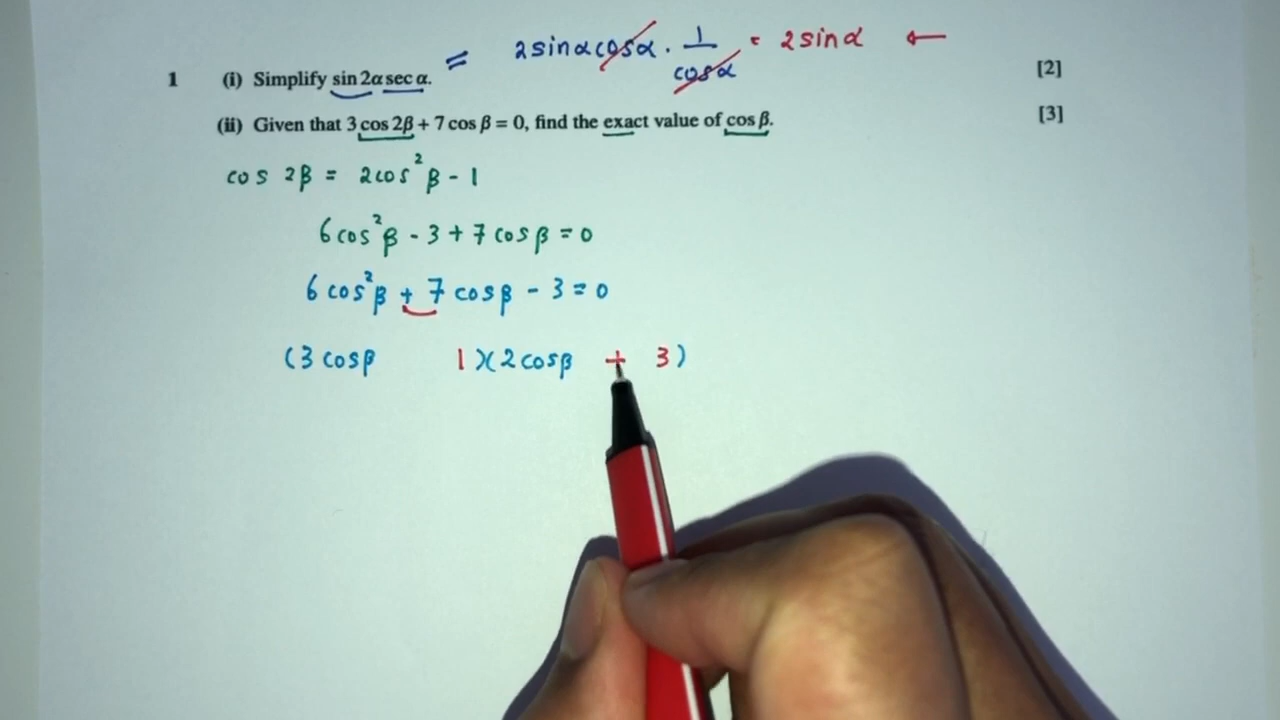 = 2sinαcosα · 1/cosα = 2sinα ←
1 (i) Simplify sin 2α sec α. [2]
(ii) Given that 3 cos 2β + 7 cos β = 0, find the exact value of cos β. [3]
cos 2β = 2cos²β - 1
6cos²β - 3 + 7cosβ = 0
6cos²β + 7cosβ - 3 = 0
(3cosβ 1)(2cosβ + 3)